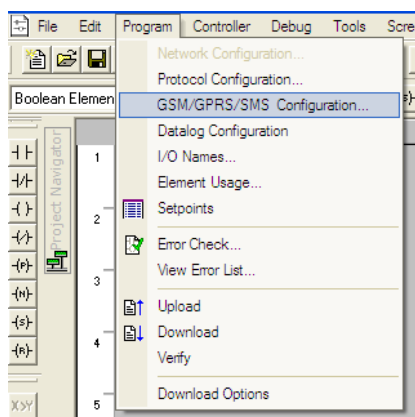 File Edit Program Controller Debug Tools Scre
Network Configuration...
Protocol Configuration...
Boolean Elemen
GSM/GPRS/SMS Configuration...
Datalog Configuration
1
I/O Names...
Project Navigator
Element Usage...
2
Setpoints
Error Check...
View Error List...
3
Upload
Download
4
Verify
Download Options
5
(P)
(N)
(S)
(R)
X>Y